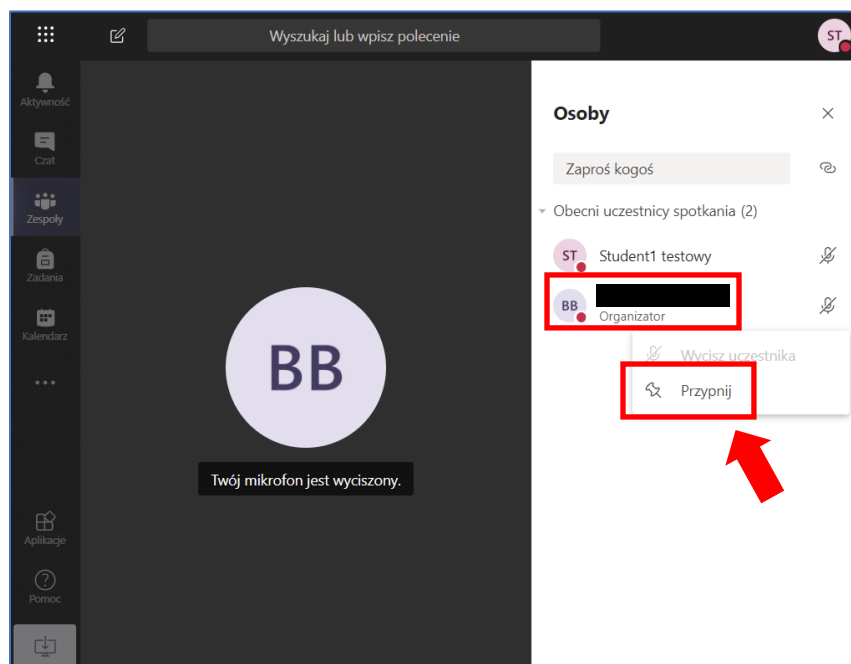 Wyszukaj lub wpisz polecenie
ST
Aktywność
Czat
Zespoły
Zadania
Kalendarz
Aplikacje
Pomoc
BB
Twój mikrofon jest wyciszony.
Osoby
Zaproś kogoś
Obecni uczestnicy spotkania (2)
ST Student1 testowy
BB
Organizator
Wycisz uczestnika
Przypnij